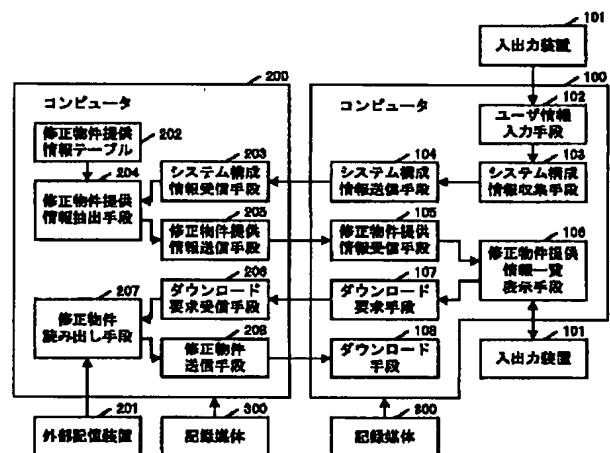 101
入出力装置
200
100
コンピュータ
コンピュータ
102
ユーザ情報
入力手段
修正物件提供
情報テーブル
202
203
104
103
204
システム構成
情報受信手段
システム構成
情報送信手段
システム構成
情報収集手段
修正物件提供
情報抽出手段
205
105
修正物件提供
情報送信手段
修正物件提供
情報受信手段
106
修正物件提供
情報一覧
表示手段
206
107
207
ダウンロード
要求受信手段
ダウンロード
要求手段
修正物件
読み出し手段
208
108
101
修正物件
送信手段
ダウンロード
手段
入出力装置
201
300
300
外部記憶装置
記録媒体
記録媒体